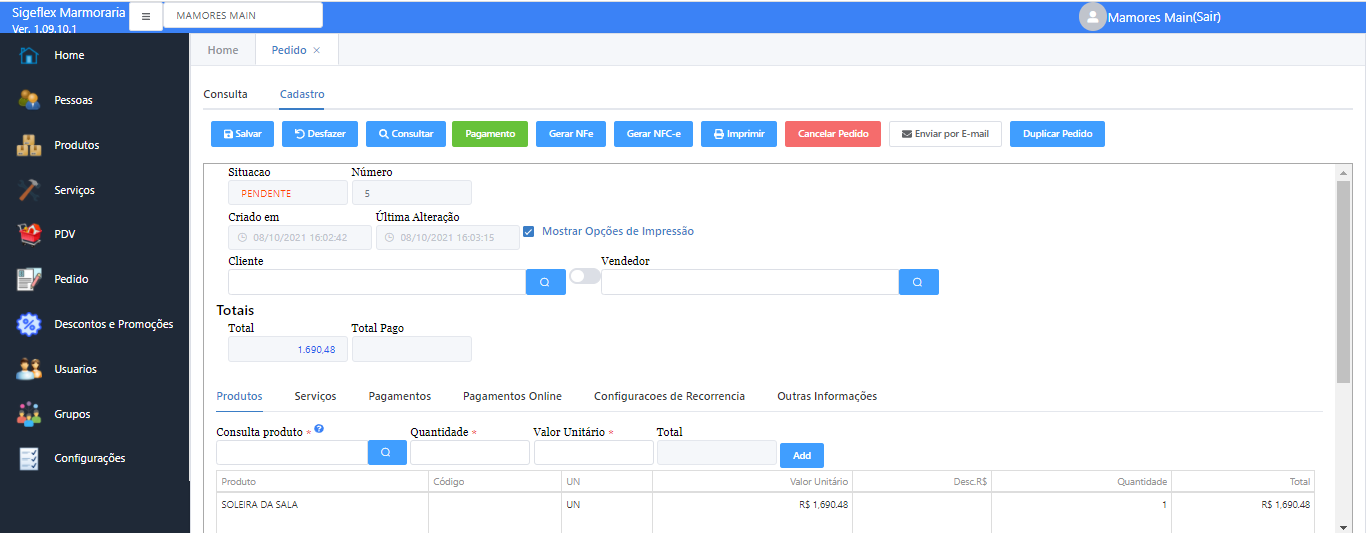 Sigeflex Marmoraria
Ver. 1.09.10.1
MAMORES MAIN
Mamores Main(Sair)
Home
Pessoas
Produtos
Serviços
PDV
Pedido
Descontos e Promoções
Usuarios
Grupos
Configurações
Home Pedido ×
Consulta Cadastro
Salvar Desfazer Consultar Pagamento Gerar NFe Gerar NFC-e Imprimir Cancelar Pedido Enviar por E-mail Duplicar Pedido
Situacao Número
PENDENTE 5
Criado em Última Alteração
08/10/2021 16:02:42 08/10/2021 16:03:15 Mostrar Opções de Impressão
Cliente Vendedor
Totais
Total Total Pago
1.690,48
Produtos Serviços Pagamentos Pagamentos Online Configuracoes de Recorrencia Outras Informações
Consulta produto * ? Quantidade * Valor Unitário * Total
Add
Produto Código UN Valor Unitário Desc.R$ Quantidade Total
SOLEIRA DA SALA UN R$ 1,690.48 1 R$ 1,690.48